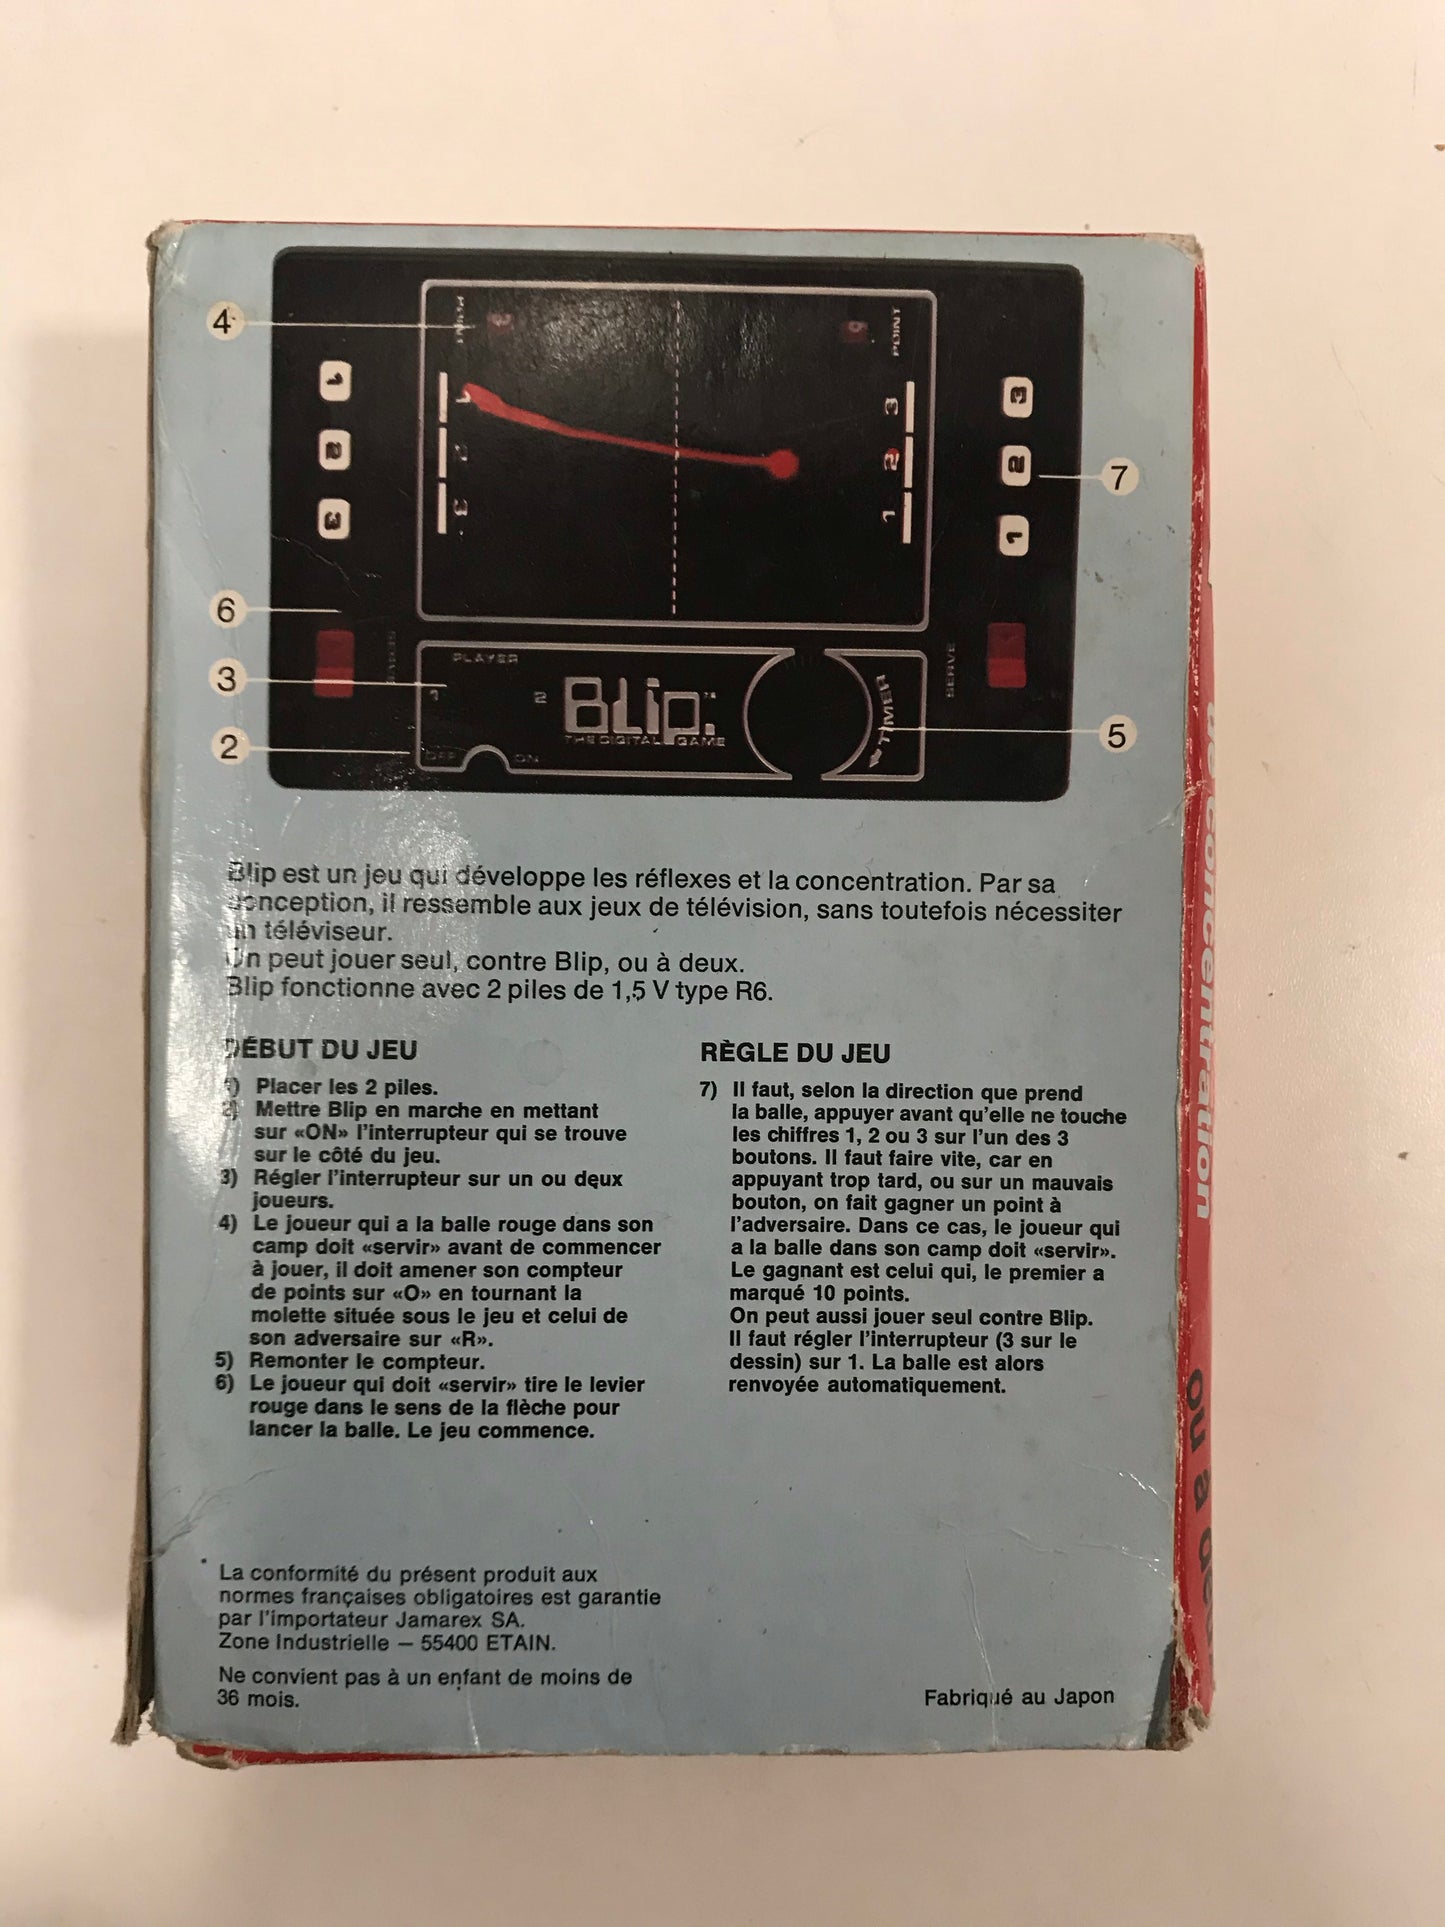 4
POINT
6
POINT
1
2
3
1
2
3
3
2
1
3
2
1
7
6
3
2
5
PLAYER
1
2
BLip.™
THE DIGITAL GAME
OFF
ON
TIMER
SERVE
SERVE
Blip est un jeu qui développe les réflexes et la concentration. Par sa
conception, il ressemble aux jeux de télévision, sans toutefois nécessiter
un téléviseur.
On peut jouer seul, contre Blip, ou à deux.
Blip fonctionne avec 2 piles de 1,5 V type R6.
DÉBUT DU JEU
1) Placer les 2 piles.
2) Mettre Blip en marche en mettant
sur «ON» l'interrupteur qui se trouve
sur le côté du jeu.
3) Régler l'interrupteur sur un ou deux
joueurs.
4) Le joueur qui a la balle rouge dans son
camp doit «servir» avant de commencer
à jouer, il doit amener son compteur
de points sur «O» en tournant la
molette située sous le jeu et celui de
son adversaire sur «R».
5) Remonter le compteur.
6) Le joueur qui doit «servir» tire le levier
rouge dans le sens de la flèche pour
lancer la balle. Le jeu commence.
RÈGLE DU JEU
7) Il faut, selon la direction que prend
la balle, appuyer avant qu'elle ne touche
les chiffres 1, 2 ou 3 sur l'un des 3
boutons. Il faut faire vite, car en
appuyant trop tard, ou sur un mauvais
bouton, on fait gagner un point à
l'adversaire. Dans ce cas, le joueur qui
a la balle dans son camp doit «servir».
Le gagnant est celui qui, le premier a
marqué 10 points.
On peut aussi jouer seul contre Blip.
Il faut régler l'interrupteur (3 sur le
dessin) sur 1. La balle est alors
renvoyée automatiquement.
La conformité du présent produit aux
normes françaises obligatoires est garantie
par l'importateur Jamarex SA.
Zone Industrielle – 55400 ETAIN.
Ne convient pas à un enfant de moins de
36 mois.
Fabriqué au Japon
de concentration
ou à deux